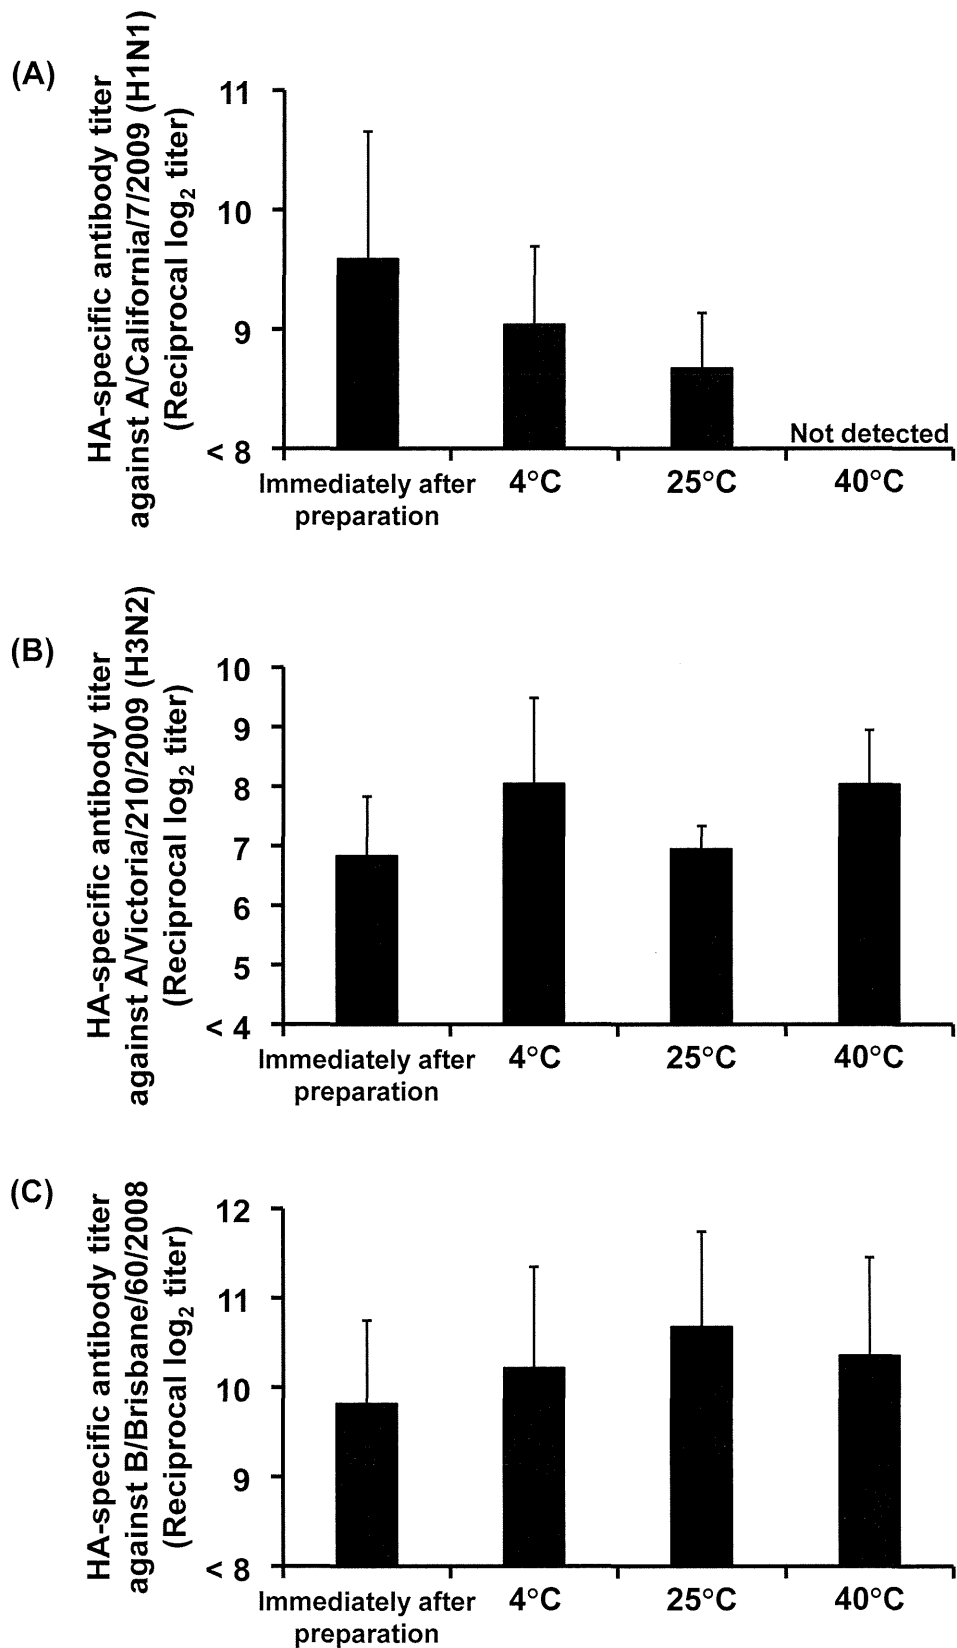 (A)
HA-specific antibody titer
against A/California/7/2009 (H1N1)
(Reciprocal log2 titer)
11
10
9
< 8
Not detected
Immediately after
preparation
4°C
25°C
40°C
(B)
HA-specific antibody titer
against A/Victoria/210/2009 (H3N2)
(Reciprocal log2 titer)
10
9
8
7
6
5
< 4
Immediately after
preparation
4°C
25°C
40°C
(C)
HA-specific antibody titer
against B/Brisbane/60/2008
(Reciprocal log2 titer)
12
11
10
9
< 8
Immediately after
preparation
4°C
25°C
40°C